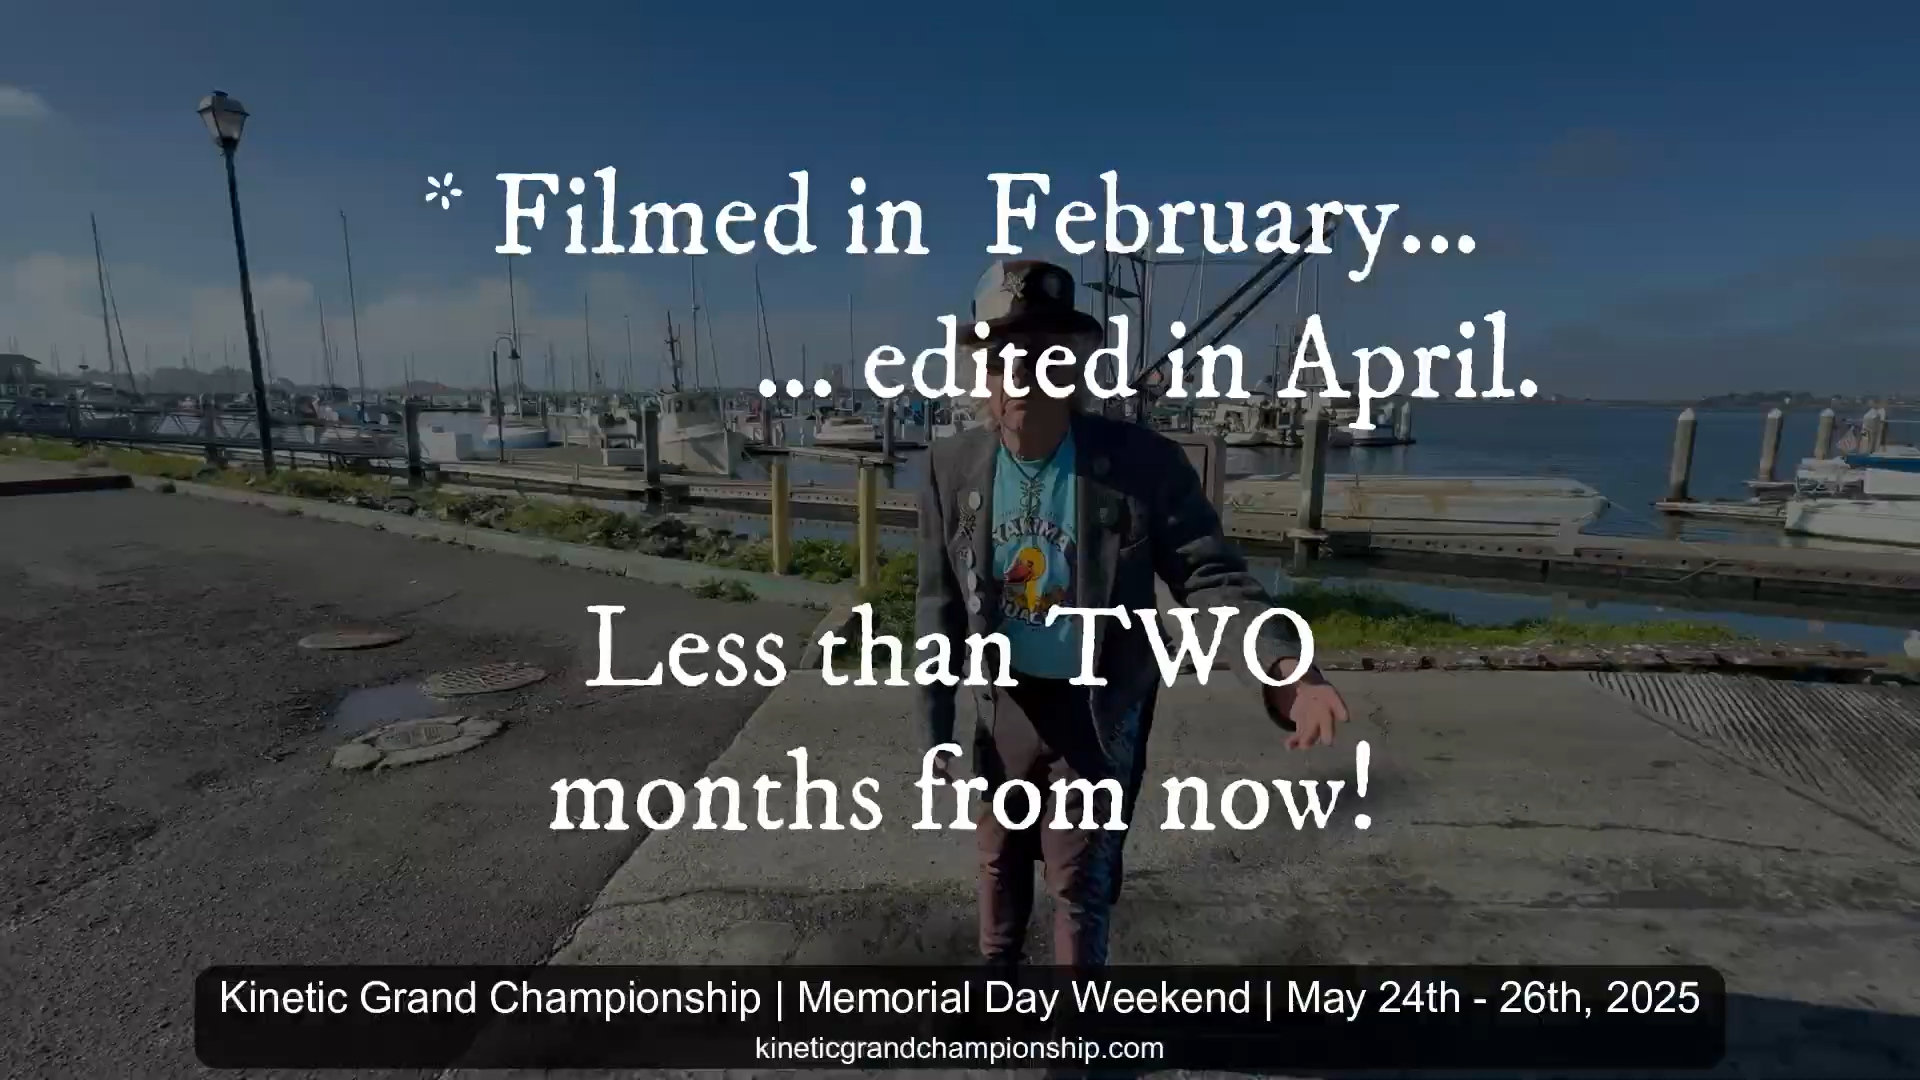 * Filmed in February...
... edited in April.
YAKIMA
Less than TWO
months from now!
Kinetic Grand Championship | Memorial Day Weekend | May 24th - 26th, 2025
kineticgrandchampionship.com